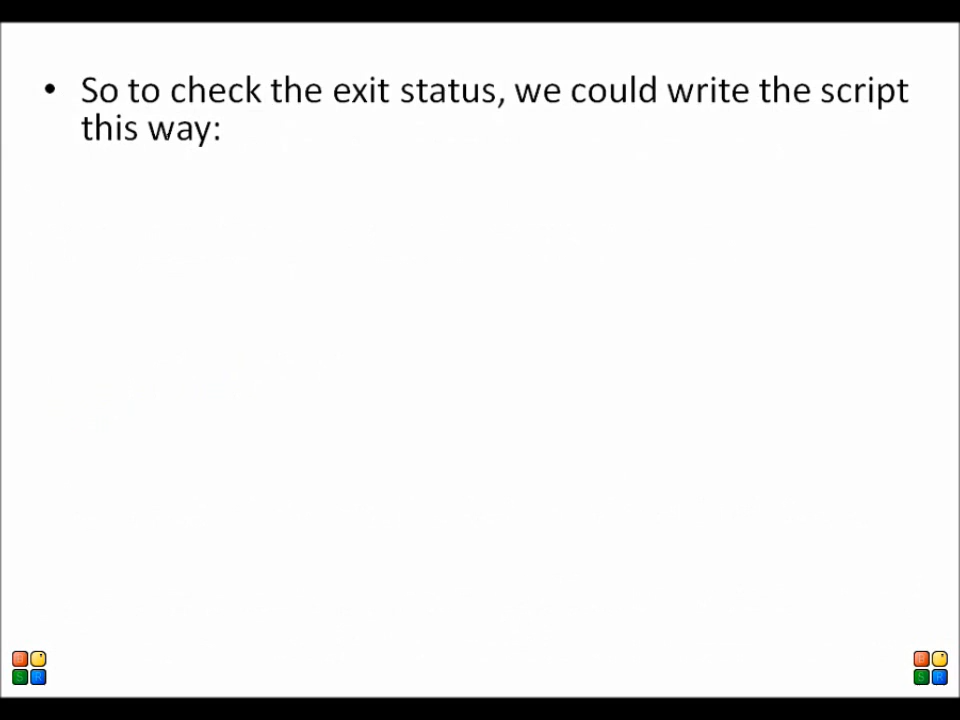 • So to check the exit status, we could write the script
this way: